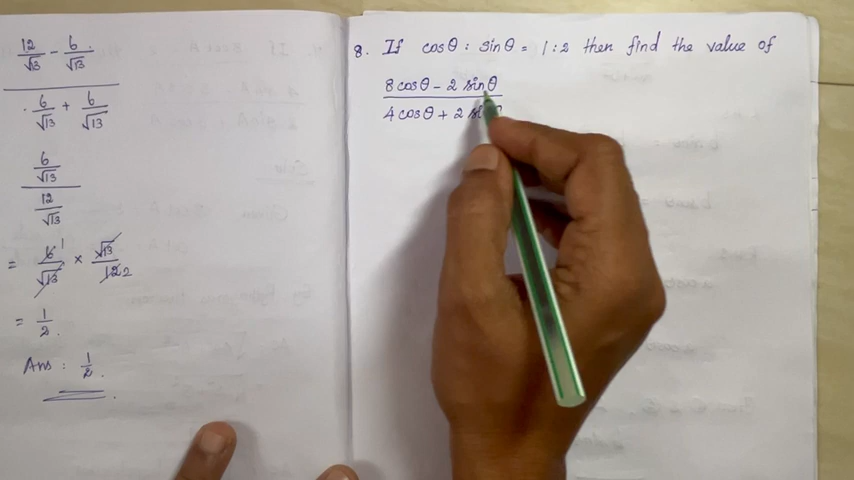 12/√13 - 6/√13
6/√13 + 6/√13
6/√13
12/√13
= 6/√13 1 × √13/12 2
= 1/2
Ans : 1/2.
8. If cosθ : sinθ = 1 : 2 then find the value of
8 cosθ - 2 sinθ
4 cosθ + 2